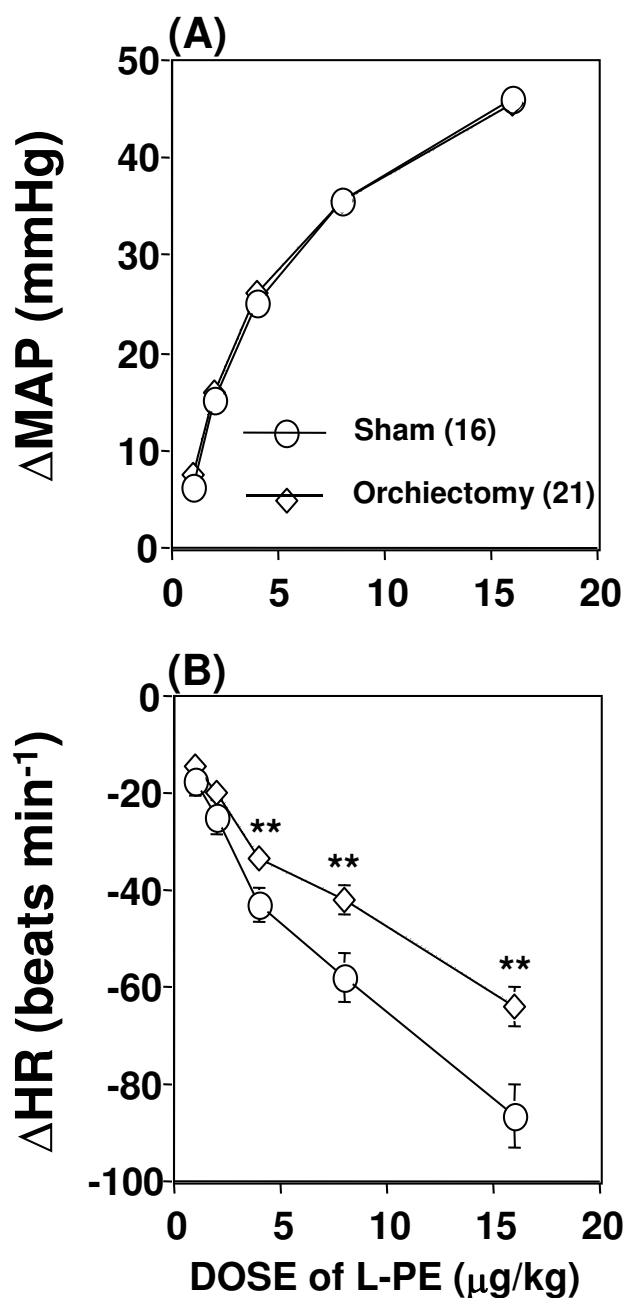 (A)
50
40
30
20
10
0
ΔMAP (mmHg)
Sham (16)
Orchiectomy (21)
0 5 10 15 20
(B)
0
-20
-40
-60
-80
-100
ΔHR (beats min-1)
**
**
**
0 5 10 15 20
DOSE of L-PE (μg/kg)